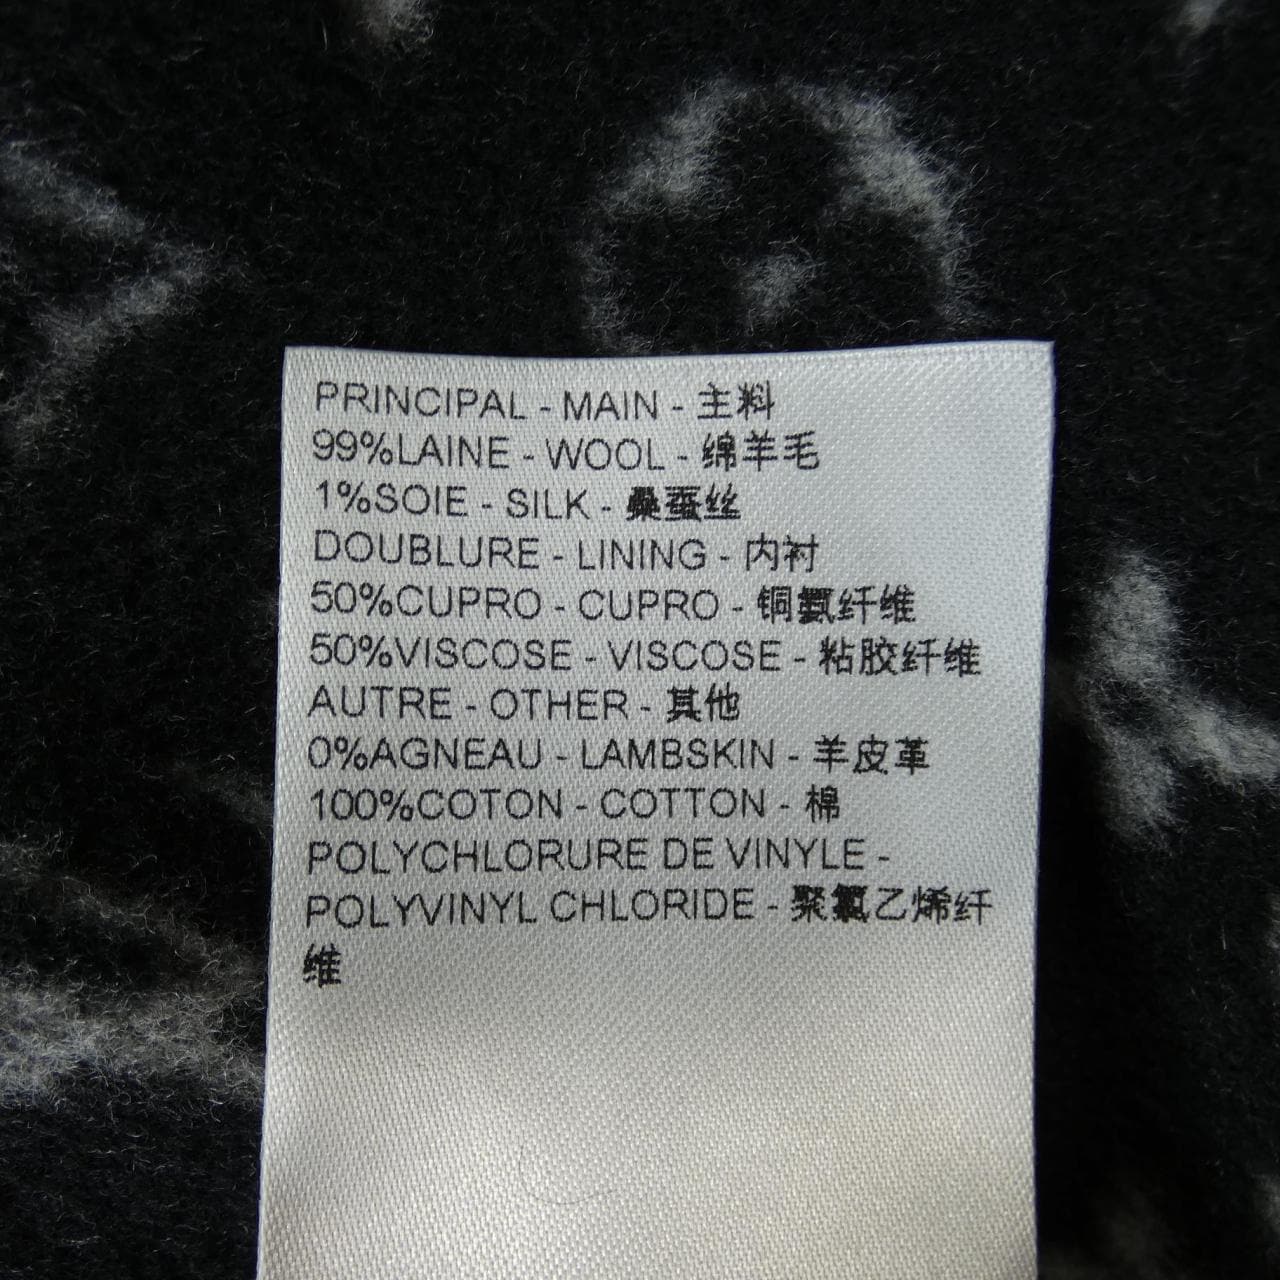 PRINCIPAL - MAIN - 主料
99%LAINE - WOOL - 绵羊毛
1%SOIE - SILK - 桑蚕丝
DOUBLURE - LINING - 内衬
50%CUPRO - CUPRO - 铜氨纤维
50%VISCOSE - VISCOSE - 粘胶纤维
AUTRE - OTHER - 其他
0%AGNEAU - LAMBSKIN - 羊皮革
100%COTON - COTTON - 棉
POLYCHLORURE DE VINYLE -
POLYVINYL CHLORIDE - 聚氯乙烯纤
维